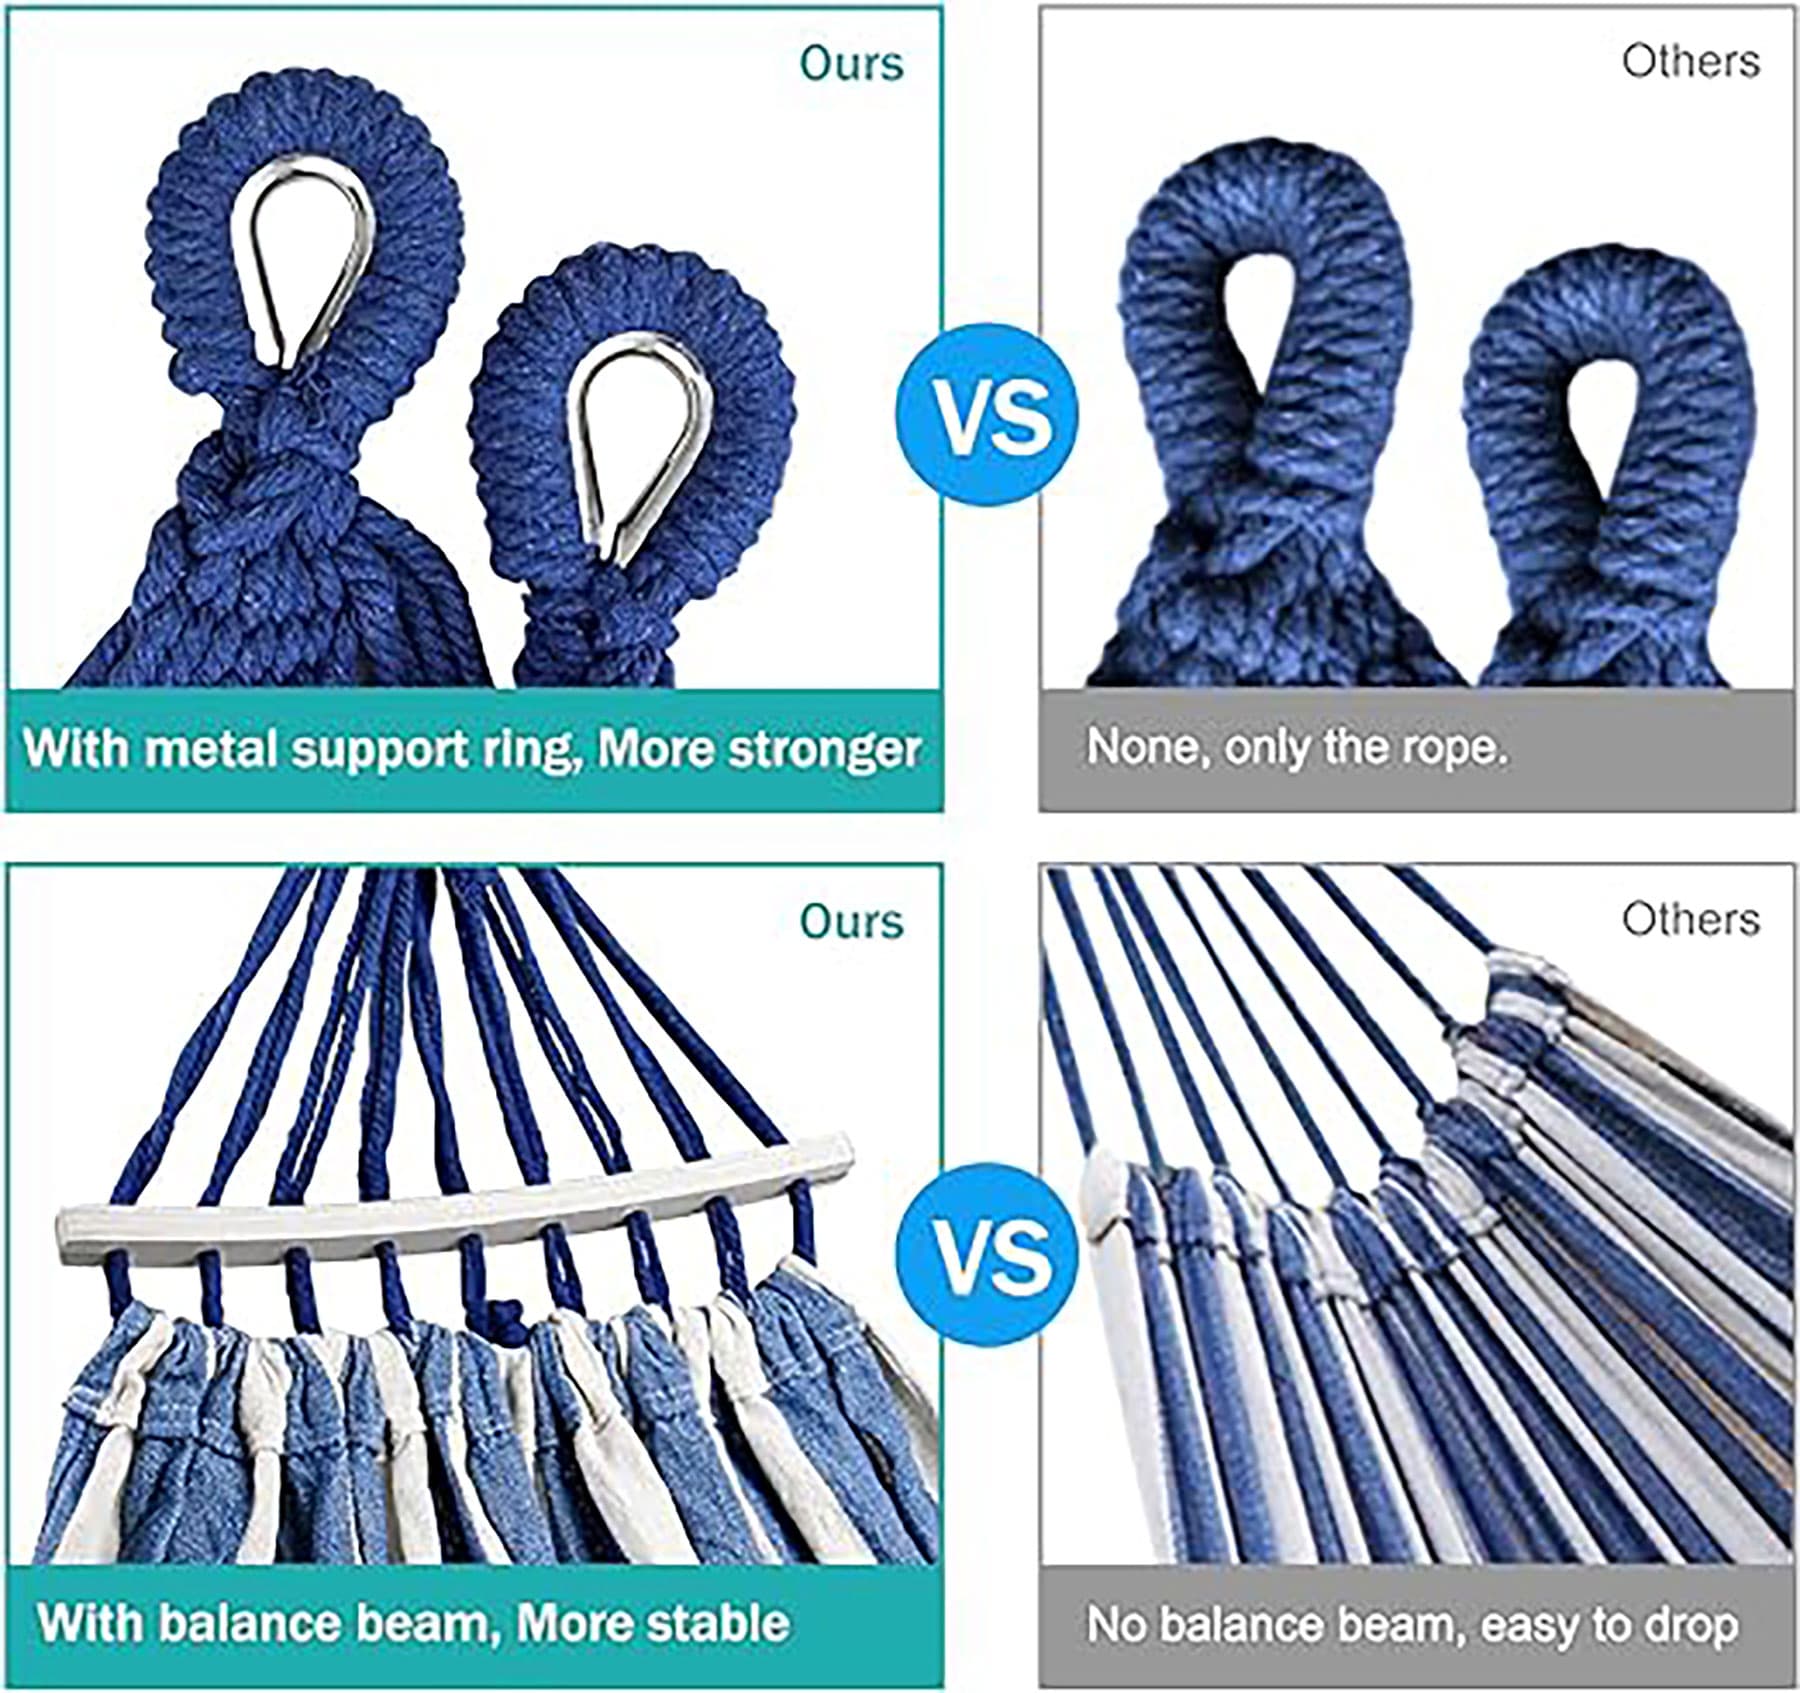 Ours
Others
VS
With metal support ring, More stronger
None, only the rope.
Ours
Others
VS
With balance beam, More stable
No balance beam, easy to drop